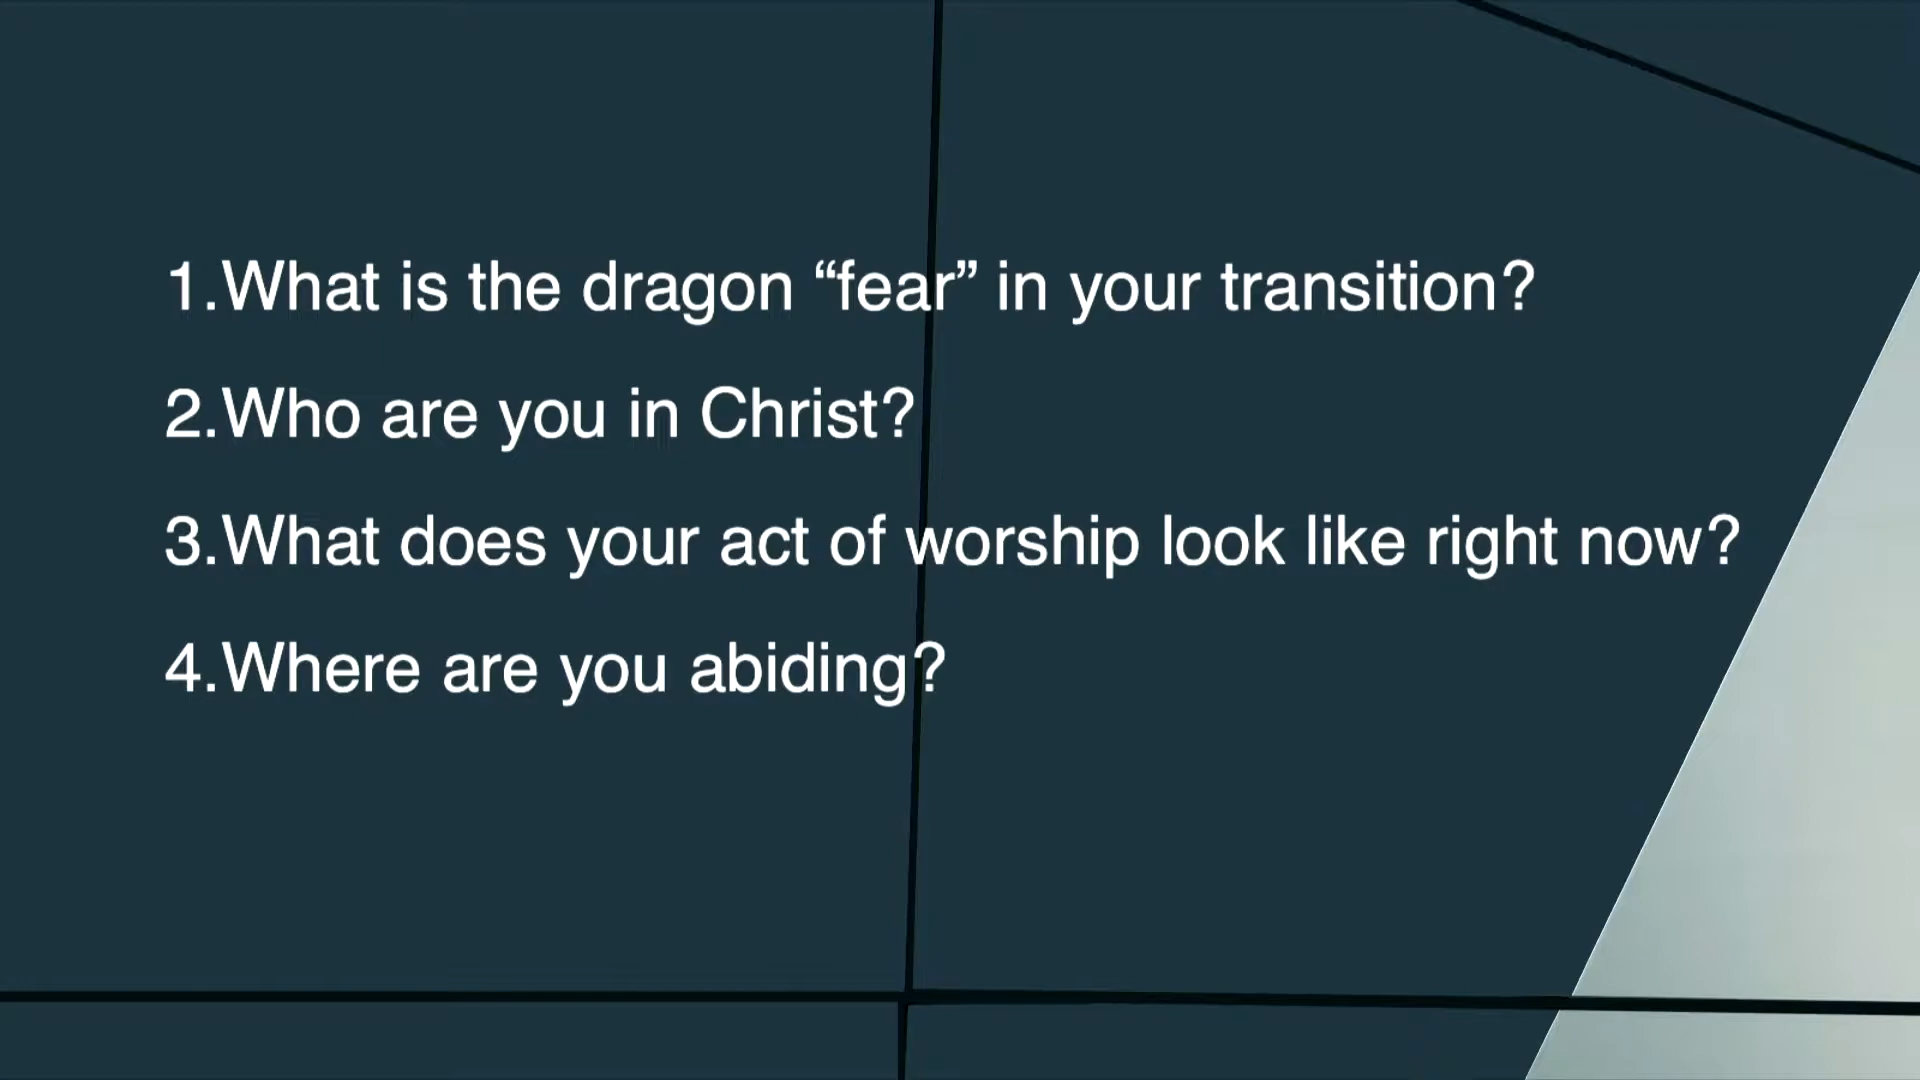 1.What is the dragon “fear” in your transition?
2.Who are you in Christ?
3.What does your act of worship look like right now?
4.Where are you abiding?